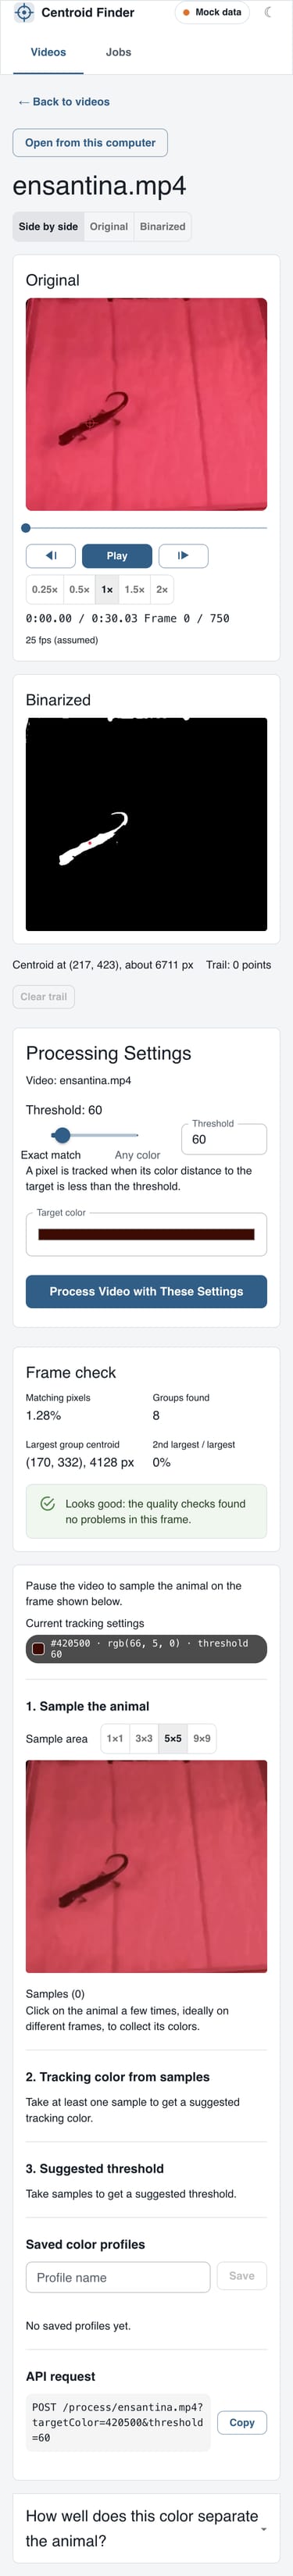 Centroid Finder
Mock data
Videos
Jobs
← Back to videos
Open from this computer
ensantina.mp4
Side by side
Original
Binarized
Original
Play
0.25×
0.5×
1×
1.5×
2×
0:00.00 / 0:30.03 Frame 0 / 750
25 fps (assumed)
Binarized
Centroid at (217, 423), about 6711 px
Trail: 0 points
Clear trail
Processing Settings
Video: ensantina.mp4
Threshold: 60
Threshold
60
Exact match
Any color
A pixel is tracked when its color distance to the
target is less than the threshold.
Target color
Process Video with These Settings
Frame check
Matching pixels
Groups found
1.28%
8
Largest group centroid
2nd largest / largest
(170, 332), 4128 px
0%
Looks good: the quality checks found
no problems in this frame.
Pause the video to sample the animal on the
frame shown below.
Current tracking settings
#420500 · rgb(66, 5, 0) · threshold
60
1. Sample the animal
Sample area
1×1
3×3
5×5
9×9
Samples (0)
Click on the animal a few times, ideally on
different frames, to collect its colors.
2. Tracking color from samples
Take at least one sample to get a suggested
tracking color.
3. Suggested threshold
Take samples to get a suggested threshold.
Saved color profiles
Profile name
Save
No saved profiles yet.
API request
POST /process/ensantina.mp4?
targetColor=420500&threshold
=60
Copy
How well does this color separate
the animal?